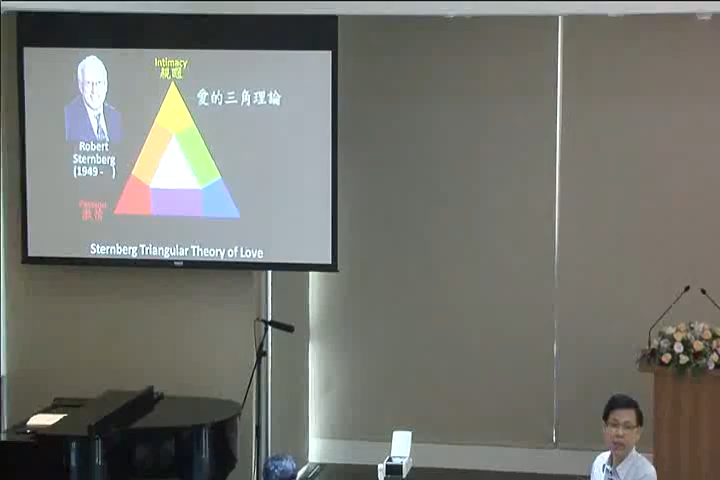 Intimacy
親暱
愛的三角理論
Robert
Sternberg
(1949 - )
Passion
激情
Sternberg Triangular Theory of Love